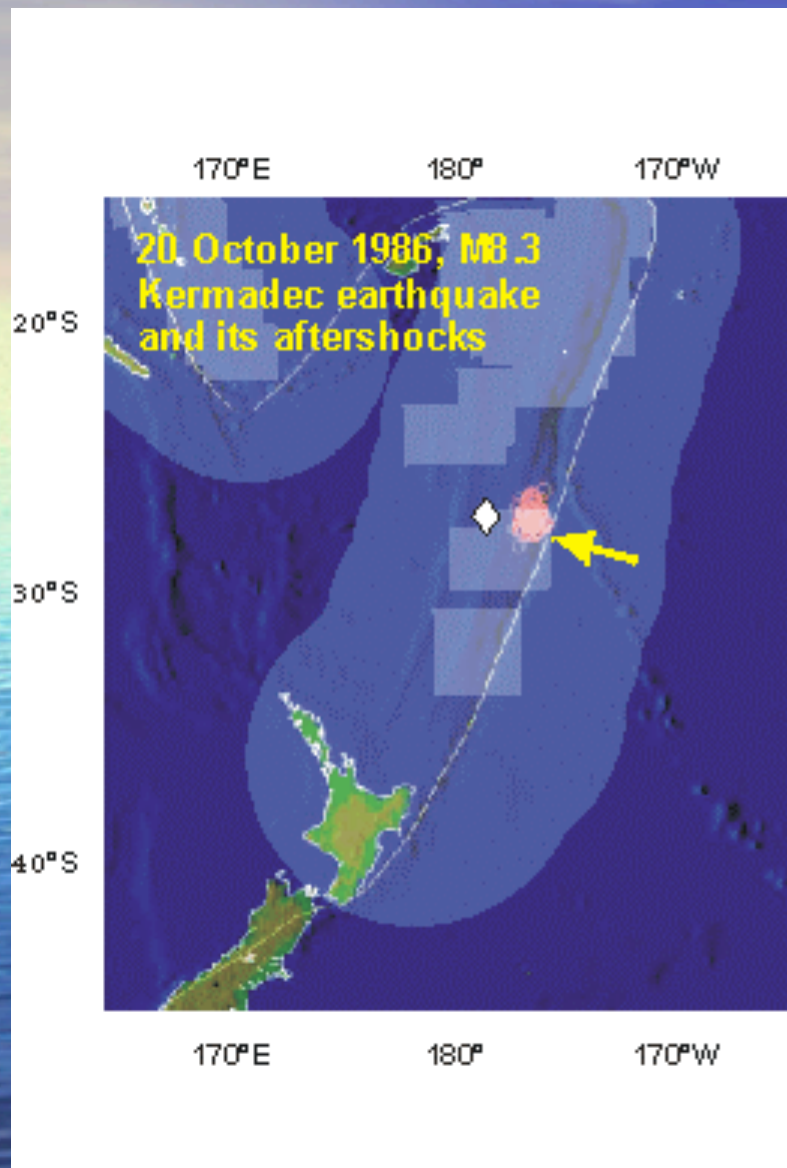 170°E 180° 170°W
20 October 1986, M8.3
Kermadec earthquake
and its aftershocks
20°S
30°S
40°S
170°E 180° 170°W